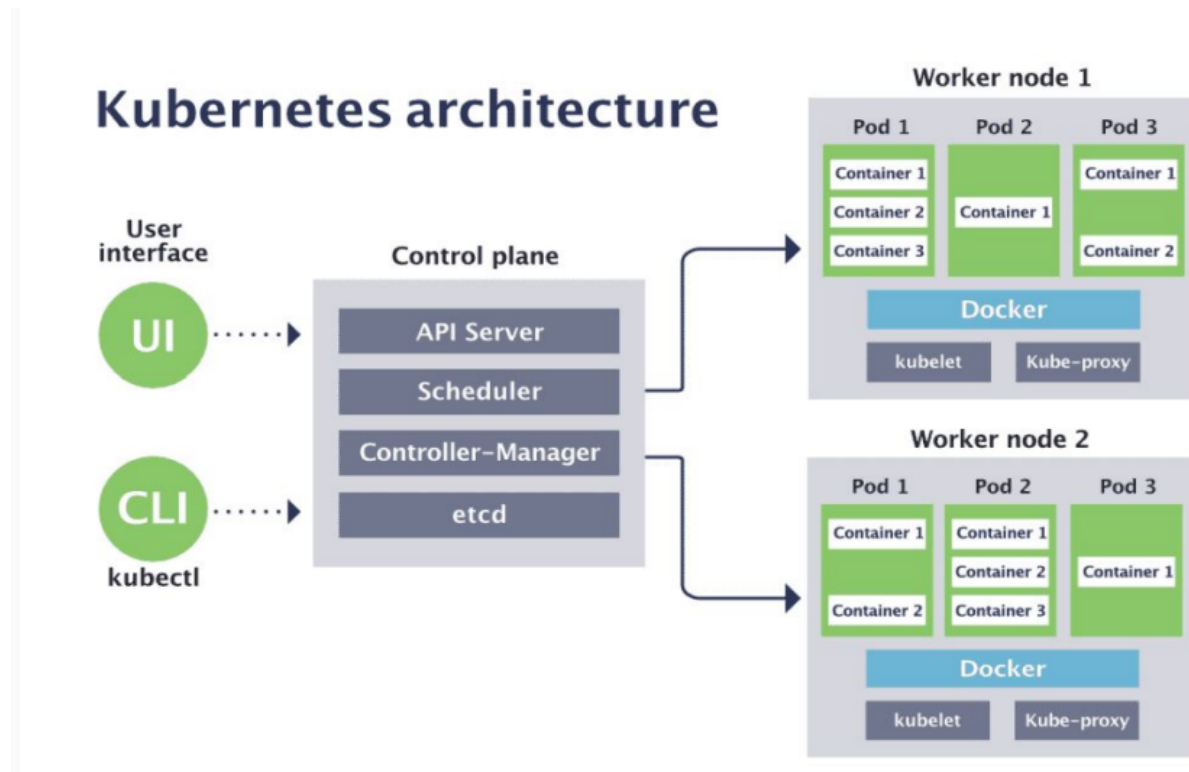 Kubernetes architecture
User
interface
UI
CLI
kubectl
Control plane
API Server
Scheduler
Controller-Manager
etcd
Worker node 1
Pod 1 Pod 2 Pod 3
Container 1
Container 2
Container 3
Container 1
Container 1
Container 2
Docker
kubelet Kube-proxy
Worker node 2
Pod 1 Pod 2 Pod 3
Container 1
Container 2
Container 1
Container 2
Container 3
Container 1
Docker
kubelet Kube-proxy